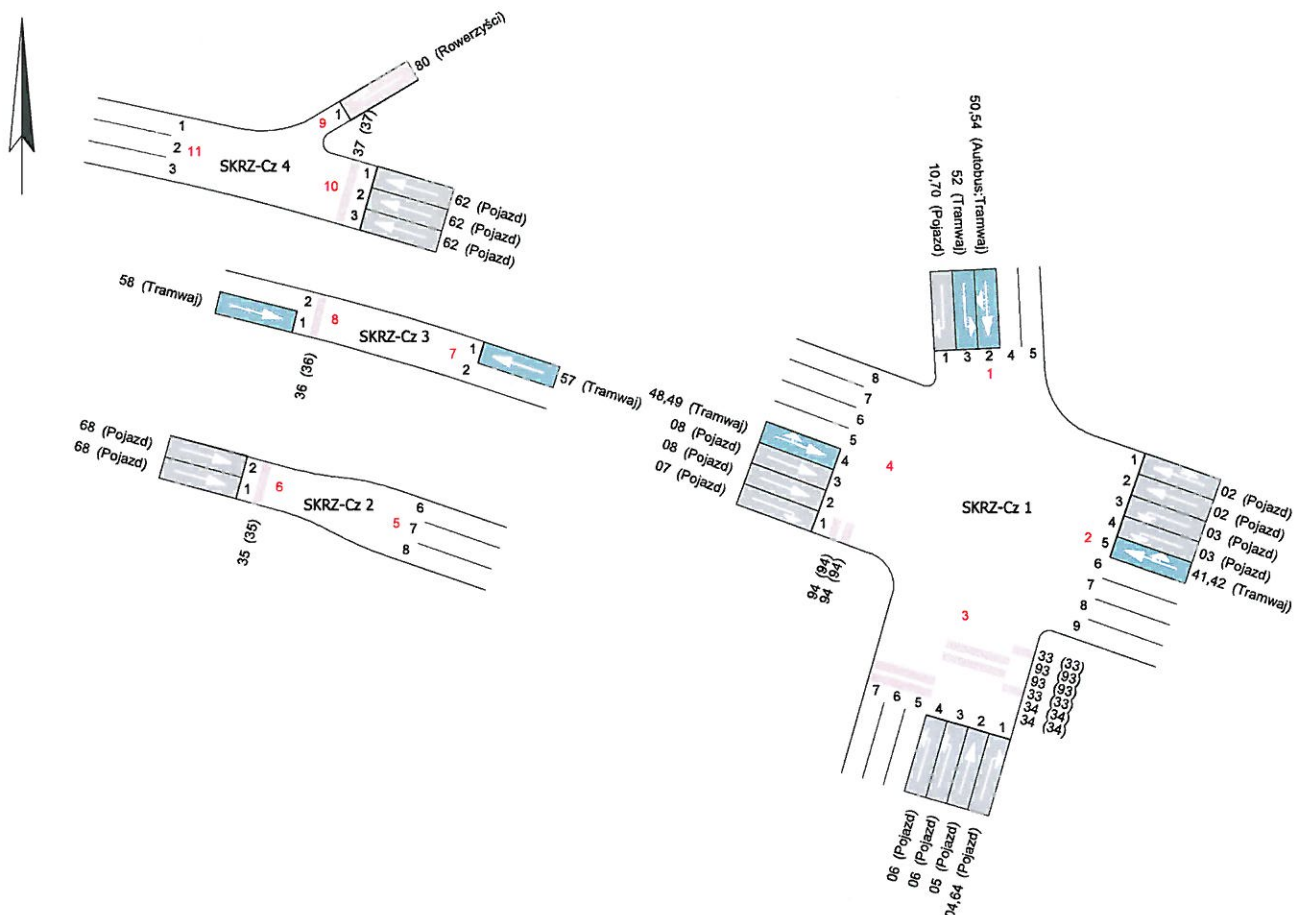 80 (Rowerzyści)
1
9
37 (37)
1
2
3
11
SKRZ-Cz 4
10
1
2
3
62 (Pojazd)
62 (Pojazd)
62 (Pojazd)
58 (Tramwaj)
2
1
8
SKRZ-Cz 3
7
1
2
57 (Tramwaj)
36 (36)
68 (Pojazd)
68 (Pojazd)
2
1
6
SKRZ-Cz 2
5
6
7
8
35 (35)
10,70 (Pojazd)
52 (Tramwaj)
50,54 (Autobus;Tramwaj)
1
3
2
4
5
1
8
7
6
5
48,49 (Tramwaj)
08 (Pojazd)
08 (Pojazd)
07 (Pojazd)
4
3
2
1
4
94 (94)
94 (94)
SKRZ-Cz 1
1
2
3
4
5
6
7
8
9
2
02 (Pojazd)
02 (Pojazd)
03 (Pojazd)
03 (Pojazd)
41,42 (Tramwaj)
3
33 (33)
93 (93)
93 (93)
33 (33)
34 (34)
34 (34)
7
6
5
4
3
2
1
06 (Pojazd)
06 (Pojazd)
05 (Pojazd)
04,64 (Pojazd)